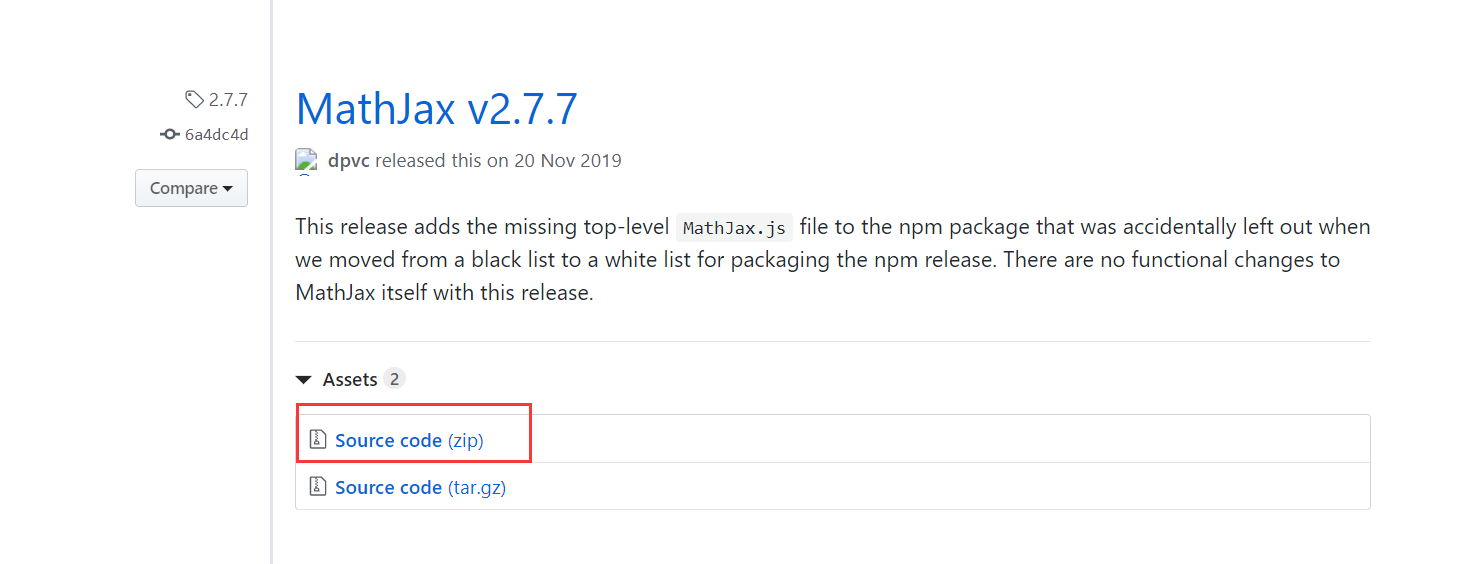 2.7.7
6a4dc4d
Compare
MathJax v2.7.7
dpvc released this on 20 Nov 2019
This release adds the missing top-level MathJax.js file to the npm package that was accidentally left out when
we moved from a black list to a white list for packaging the npm release. There are no functional changes to
MathJax itself with this release.
Assets 2
Source code (zip)
Source code (tar.gz)